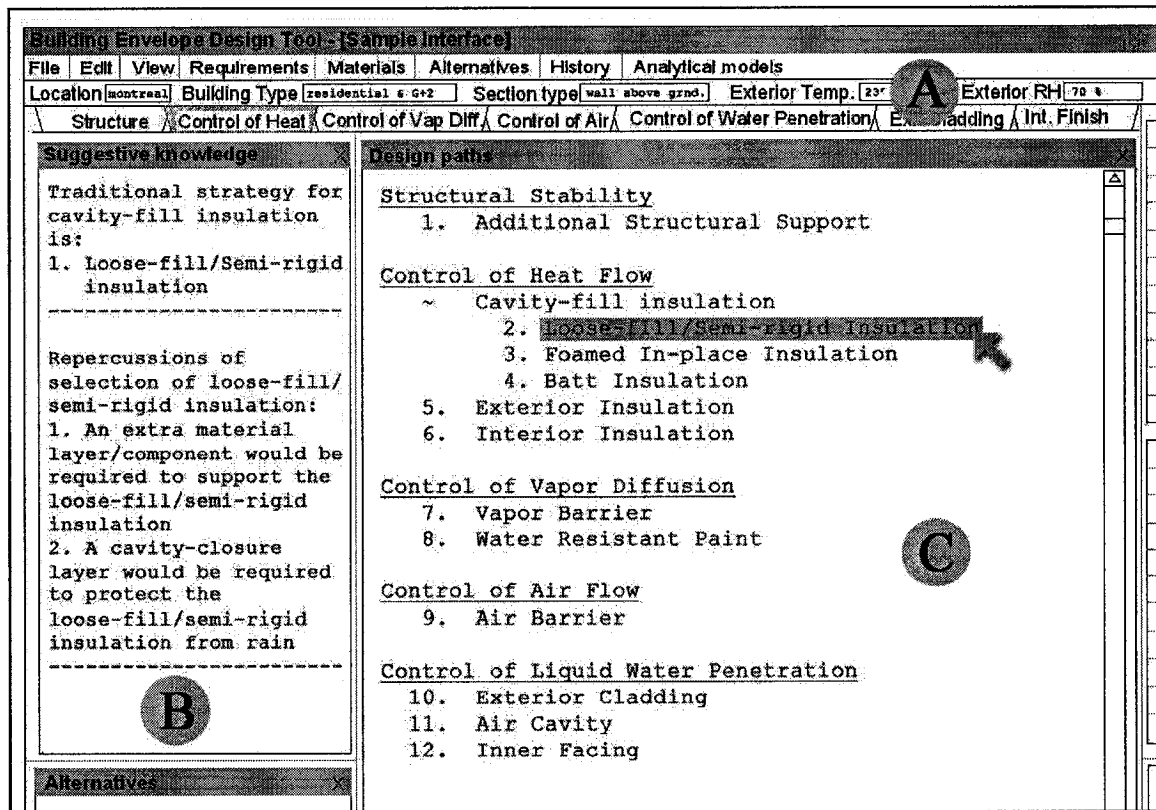 Building Envelope Design Tool - [Sample Interface]
File Edit View Requirements Materials Alternatives History Analytical models
Location montreal Building Type residential & G+2 Section type wall above grnd. Exterior Temp. 23° A Exterior RH 70 %
Structure Control of Heat Control of Vap Diff Control of Air Control of Water Penetration Cladding Int. Finish
Suggestive knowledge X
Traditional strategy for
cavity-fill insulation
is:
1. Loose-fill/Semi-rigid
insulation
Repercussions of
selection of loose-fill/
semi-rigid insulation:
1. An extra material
layer/component would be
required to support the
loose-fill/semi-rigid
insulation
2. A cavity-closure
layer would be required
to protect the
loose-fill/semi-rigid
insulation from rain
B
Alternatives X
Design paths X
Structural Stability
1. Additional Structural Support
Control of Heat Flow
~ Cavity-fill insulation
2. Loose-fill/Semi-rigid Insulation
3. Foamed In-place Insulation
4. Batt Insulation
5. Exterior Insulation
6. Interior Insulation
Control of Vapor Diffusion
7. Vapor Barrier
8. Water Resistant Paint
C
Control of Air Flow
9. Air Barrier
Control of Liquid Water Penetration
10. Exterior Cladding
11. Air Cavity
12. Inner Facing